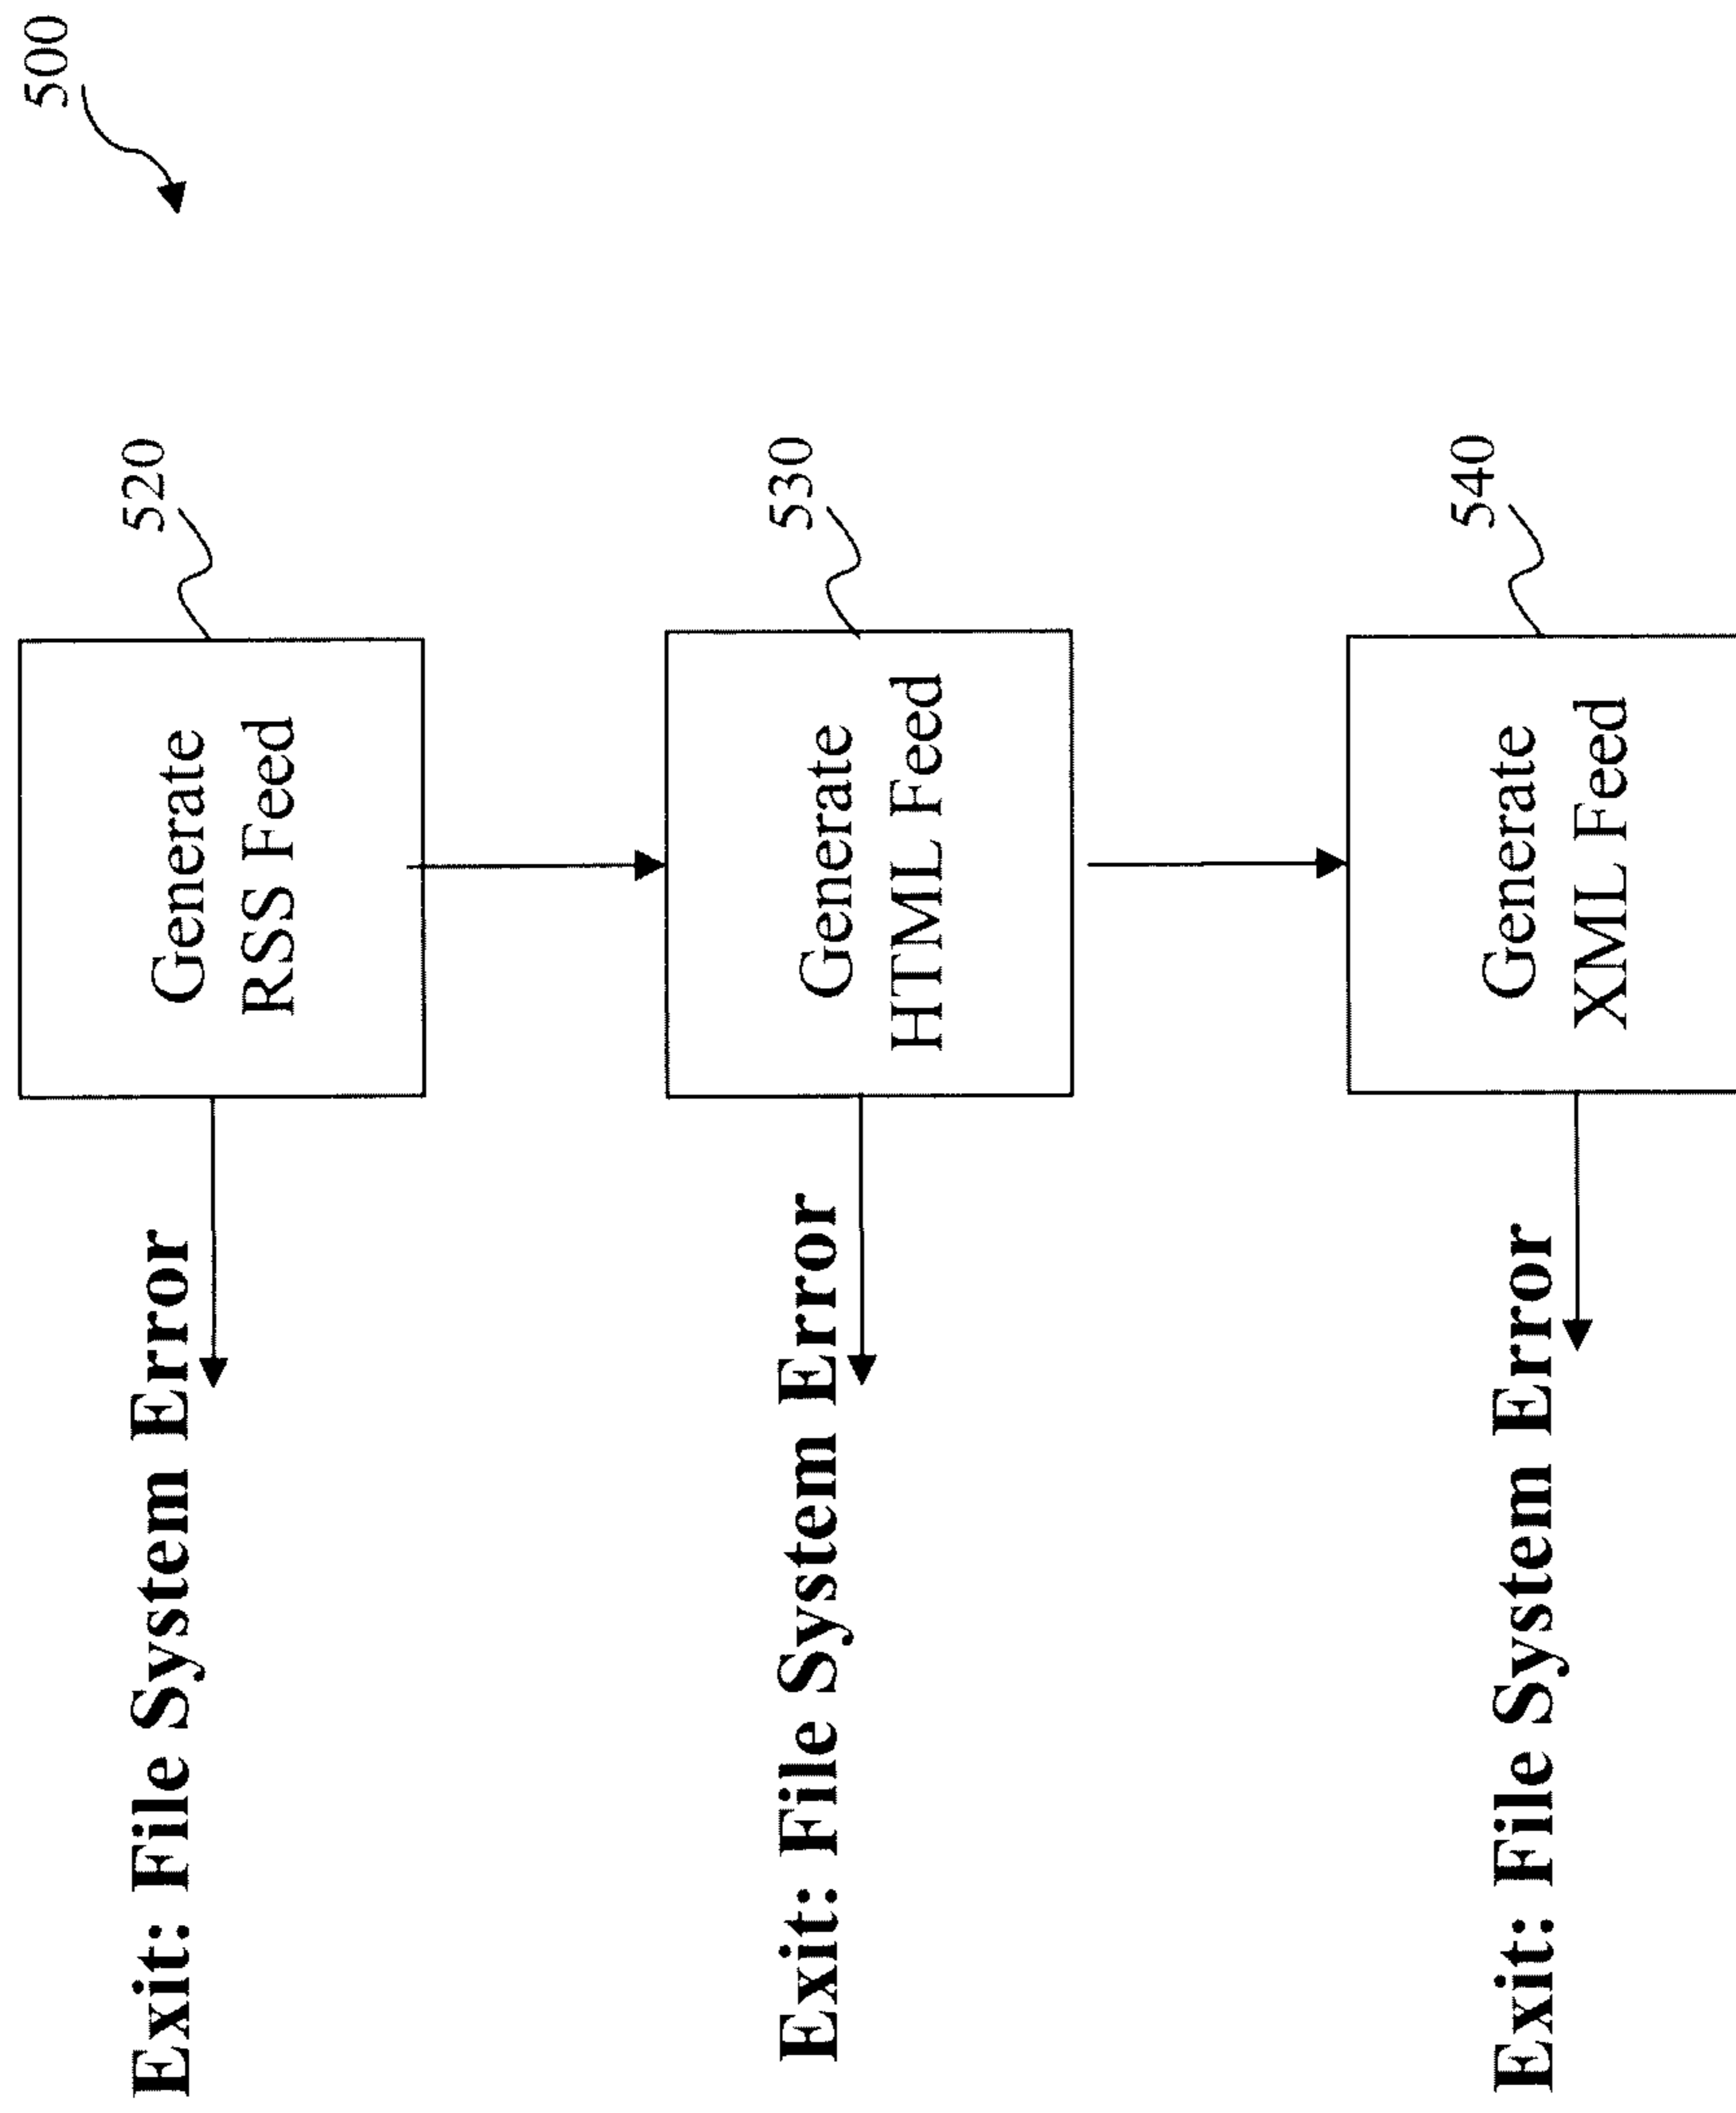 500
520
Generate
RSS Feed
Exit: File System Error
530
Generate
HTML Feed
Exit: File System Error
540
Generate
XML Feed
Exit: File System Error